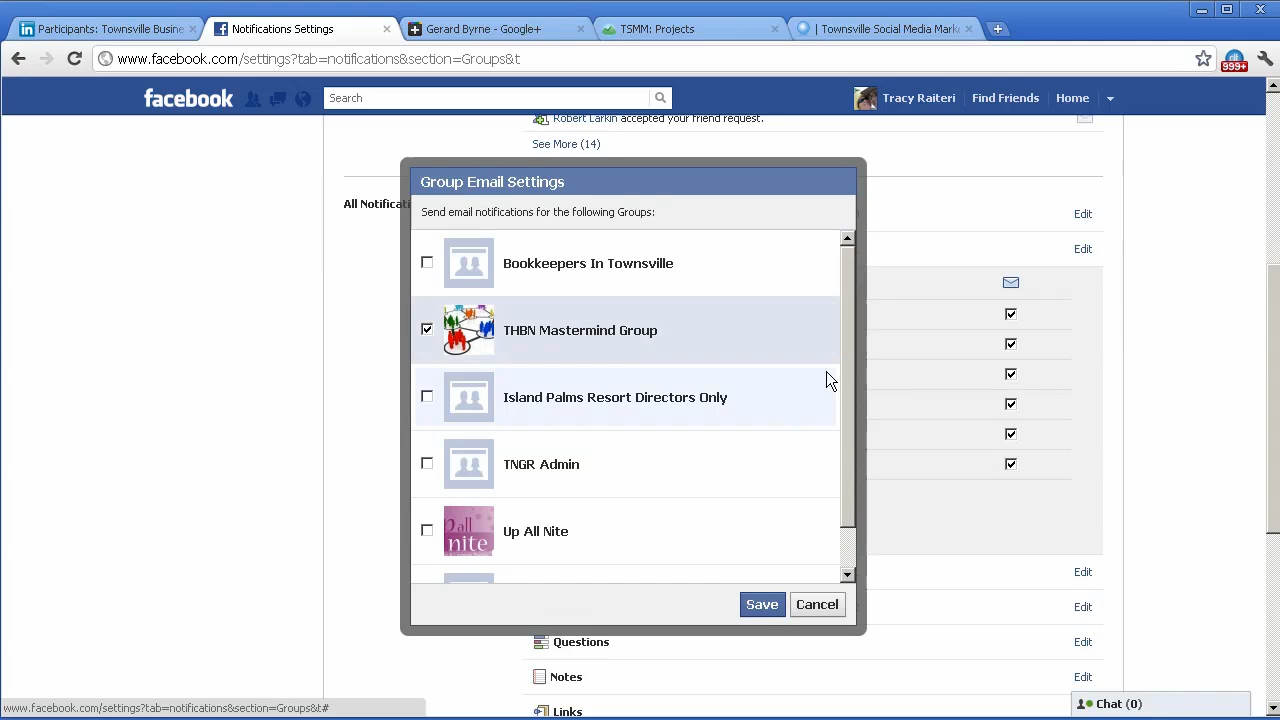 Participants: Townsville Busine
Notifications Settings
Gerard Byrne - Google+
TSMM: Projects
| Townsville Social Media Mark
www.facebook.com/settings?tab=notifications&section=Groups&t
999+
facebook
Search
Tracy Raiteri
Find Friends
Home
Robert Larkin accepted your friend request.
See More (14)
All Notificati
Edit
Edit
Group Email Settings
Send email notifications for the following Groups:
Bookkeepers In Townsville
THBN Mastermind Group
Island Palms Resort Directors Only
TNGR Admin
all
nite
Up All Nite
Save
Cancel
Edit
Edit
Questions
Edit
Notes
Edit
Links
www.facebook.com/settings?tab=notifications&section=Groups&t#
Chat (0)